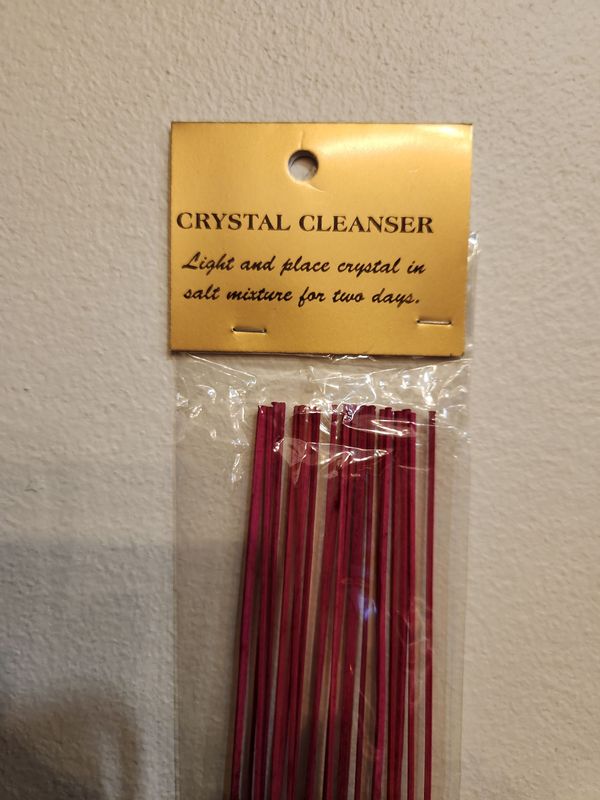 CRYSTAL CLEANSER
Light and place crystal in
salt mixture for two days.